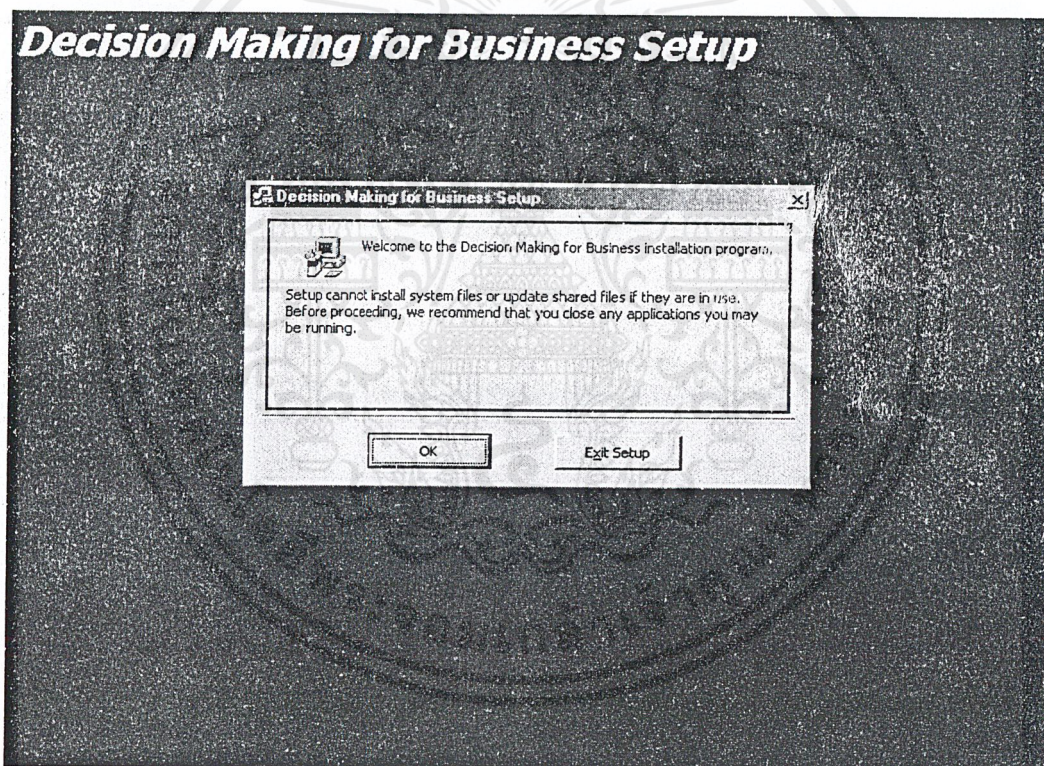 Decision Making for Business Setup
Decision Making for Business Setup
Welcome to the Decision Making for Business installation program.
Setup cannot install system files or update shared files if they are in use.
Before proceeding, we recommend that you close any applications you may
be running.
OK
Exit Setup